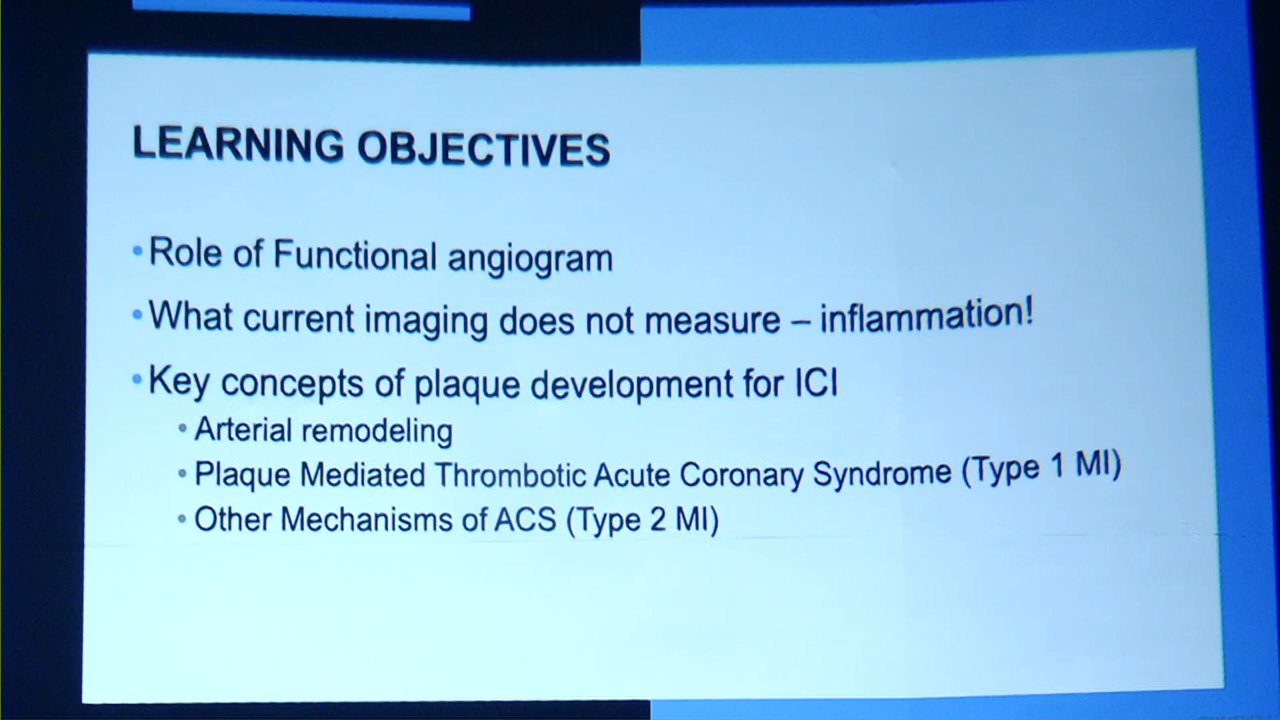 LEARNING OBJECTIVES
• Role of Functional angiogram
• What current imaging does not measure – inflammation!
• Key concepts of plaque development for ICI
• Arterial remodeling
• Plaque Mediated Thrombotic Acute Coronary Syndrome (Type 1 MI)
• Other Mechanisms of ACS (Type 2 MI)